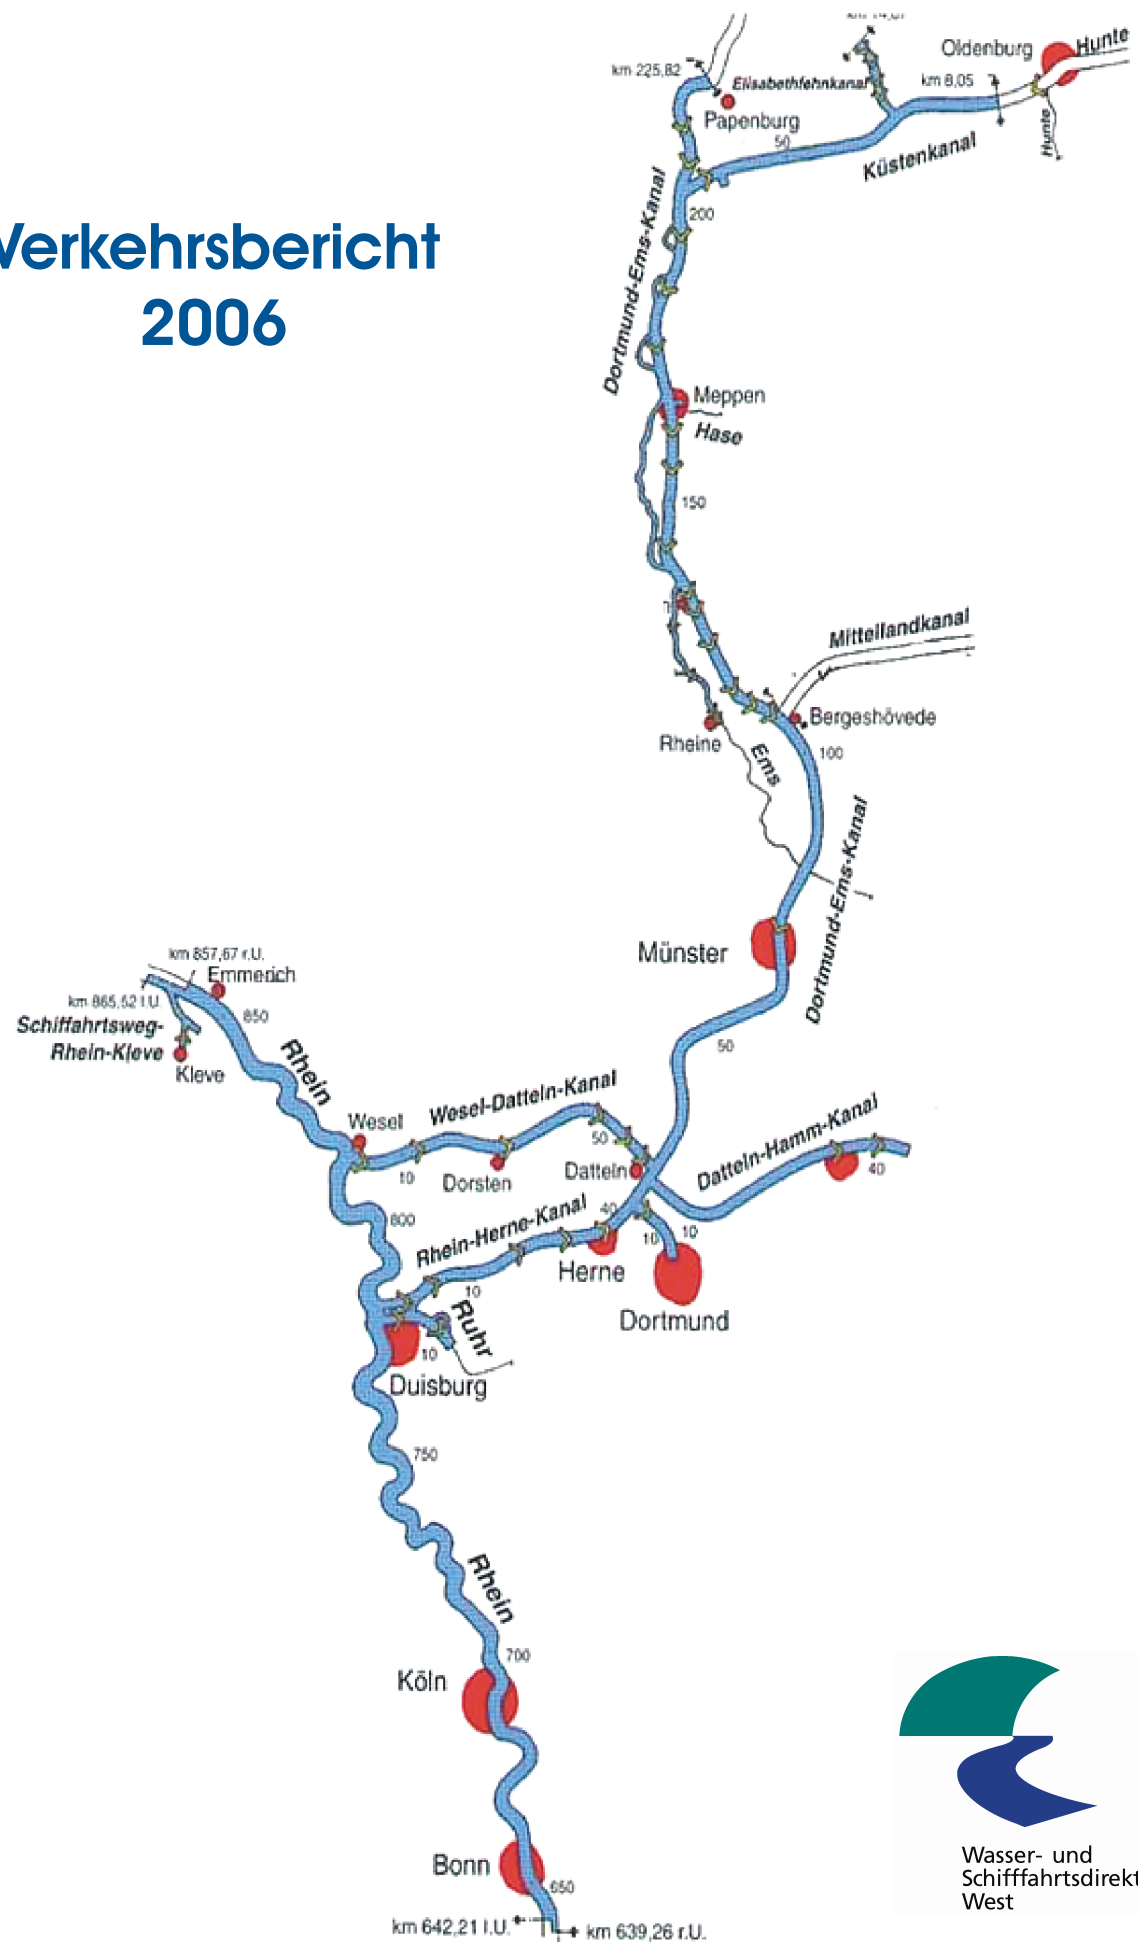 km 225,82
Elisabethfehnkanal
Oldenburg
Hunte
km 8,05
Papenburg
50
Küstenkanal
Hunte
Verkehrsbericht
2006
Dortmund-Ems-Kanal
200
Meppen
Hase
150
Mittellandkanal
Bergeshövede
Rheine
Ems
100
Dortmund-Ems-Kanal
Münster
km 857,67 r.U.
Emmerich
km 865,52 l.U.
850
Schiffahrtsweg-
Rhein-Kleve
Kleve
Rhein
50
Wesel
Wesel-Datteln-Kanal
50
10
Dorsten
Datteln
Datteln-Hamm-Kanal
40
800
Rhein-Herne-Kanal
40
10
10
Herne
10
Dortmund
Ruhr
10
Duisburg
750
Rhein
700
Köln
Bonn
650
km 642,21 l.U.
km 639,26 r.U.
Wasser- und
Schifffahrtsdirekt
West